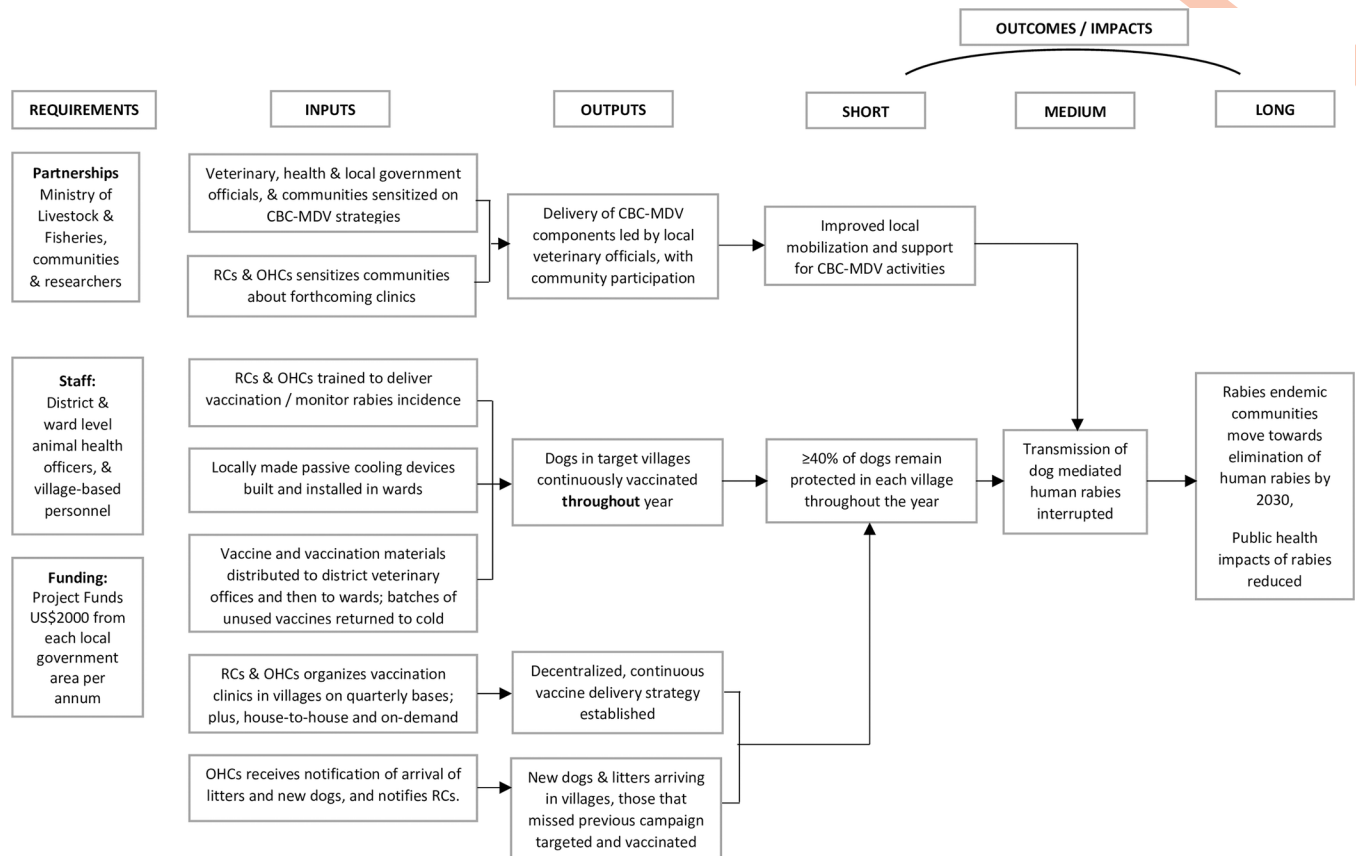 OUTCOMES / IMPACTS
REQUIREMENTS
INPUTS
OUTPUTS
SHORT
MEDIUM
LONG
Partnerships
Ministry of
Livestock &
Fisheries,
communities
& researchers
Staff:
District &
ward level
animal health
officers, &
village-based
personnel
Funding:
Project Funds
US$2000 from
each local
government
area per
annum
Veterinary, health & local government
officials, & communities sensitized on
CBC-MDV strategies
RCs & OHCs sensitizes communities
about forthcoming clinics
RCs & OHCs trained to deliver
vaccination / monitor rabies incidence
Locally made passive cooling devices
built and installed in wards
Vaccine and vaccination materials
distributed to district veterinary
offices and then to wards; batches of
unused vaccines returned to cold
RCs & OHCs organizes vaccination
clinics in villages on quarterly bases;
plus, house-to-house and on-demand
OHCs receives notification of arrival of
litters and new dogs, and notifies RCs.
Delivery of CBC-MDV
components led by local
veterinary officials, with
community participation
Dogs in target villages
continuously vaccinated
throughout year
Decentralized, continuous
vaccine delivery strategy
established
New dogs & litters arriving
in villages, those that
missed previous campaign
targeted and vaccinated
Improved local
mobilization and support
for CBC-MDV activities
≥40% of dogs remain
protected in each village
throughout the year
Transmission of
dog mediated
human rabies
interrupted
Rabies endemic
communities
move towards
elimination of
human rabies by
2030,
Public health
impacts of rabies
reduced